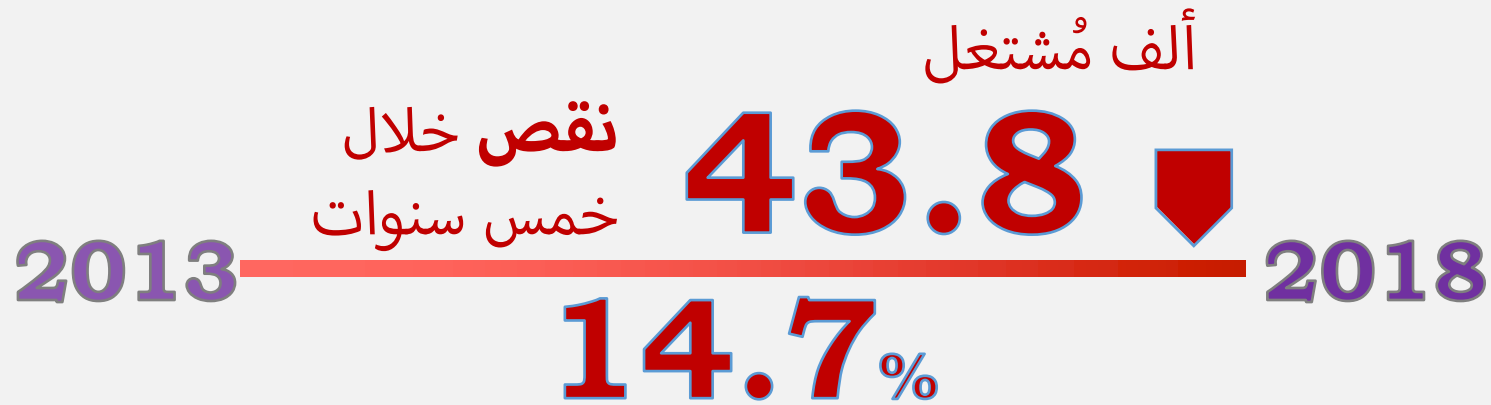 ألف مُشتغل
43.8
نقص خلال
خمس سنوات
2013
2018
14.7%